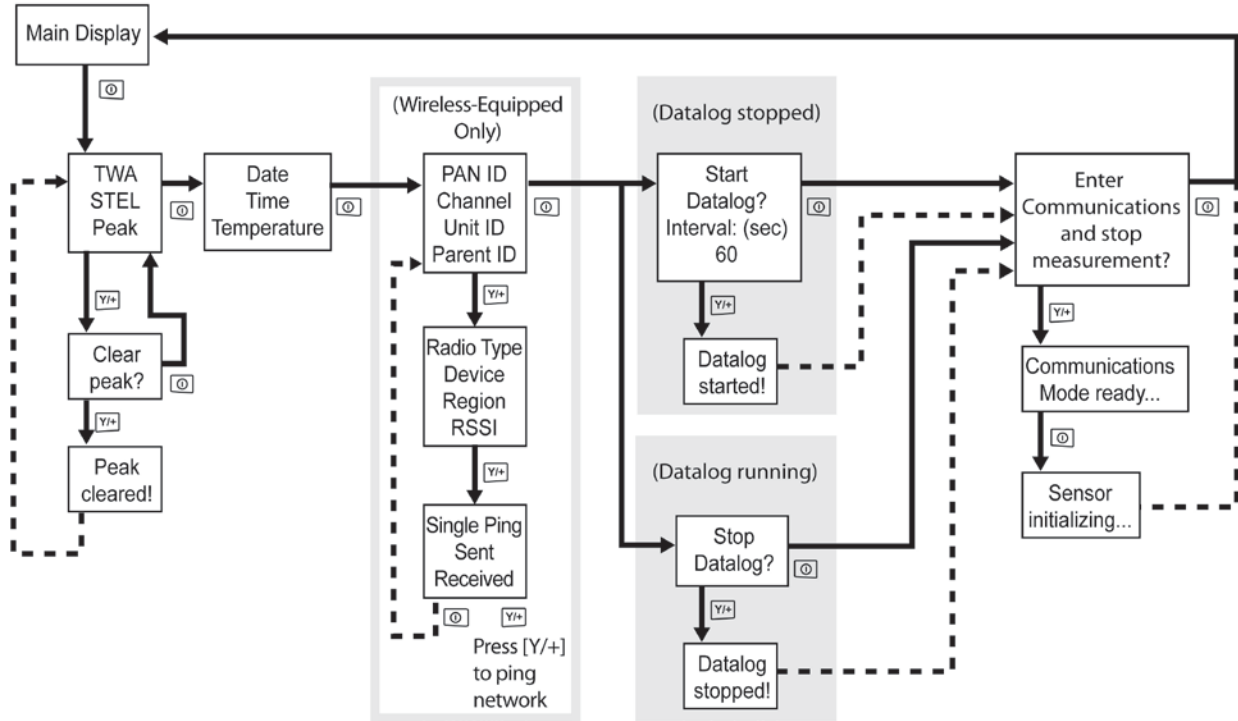 Main Display
TWA
STEL
Peak
Y/+
Clear
peak?
Y/+
Peak
cleared!
Date
Time
Temperature
(Wireless-Equipped
Only)
PAN ID
Channel
Unit ID
Parent ID
Y/+
Radio Type
Device
Region
RSSI
Y/+
Single Ping
Sent
Received
Y/+
Press [Y/+]
to ping
network
(Datalog stopped)
Start
Datalog?
Interval: (sec)
60
Y/+
Datalog
started!
(Datalog running)
Stop
Datalog?
Y/+
Datalog
stopped!
Enter
Communications
and stop
measurement?
Y/+
Communications
Mode ready...
Sensor
initializing...